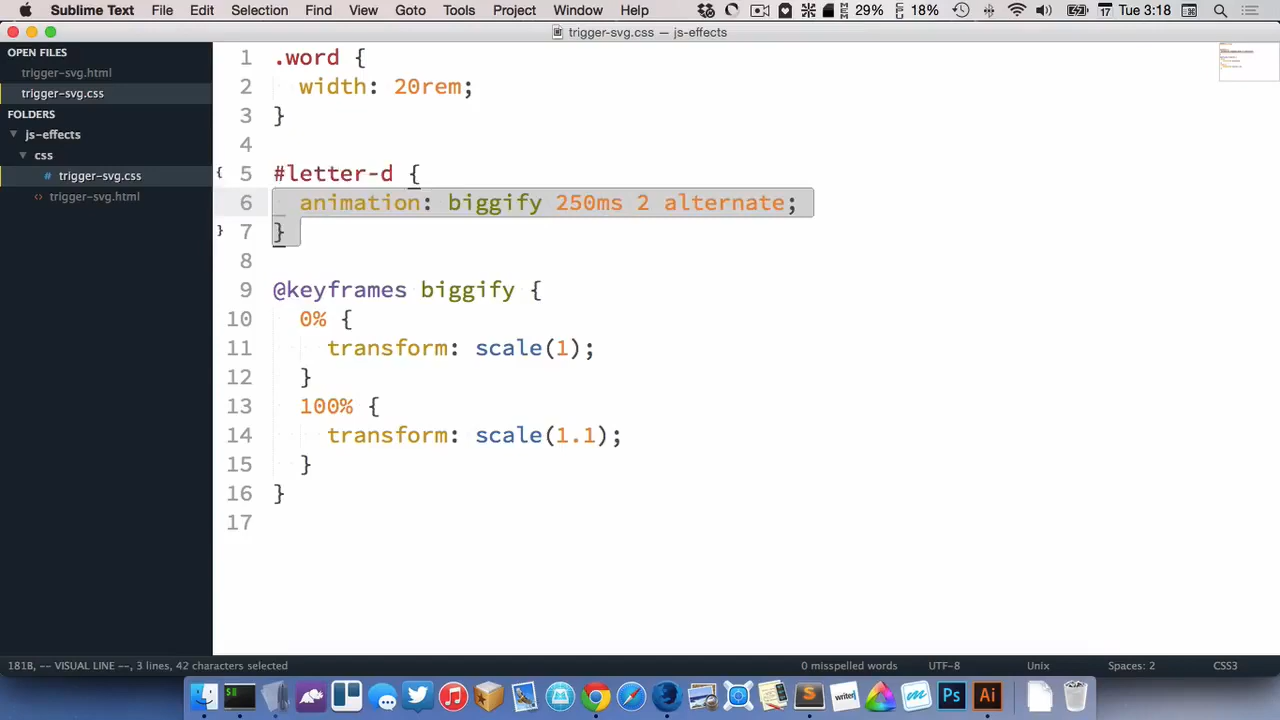 Sublime Text File Edit Selection Find View Goto Tools Project Window Help 29% 18% 17 Tue 3:18
trigger-svg.css — js-effects
OPEN FILES
trigger-svg.html
trigger-svg.css
FOLDERS
js-effects
css
# trigger-svg.css
<> trigger-svg.html
1 .word {
2 width: 20rem;
3 }
4
{ 5 #letter-d {
6 animation: biggify 250ms 2 alternate;
} 7 }
8
9 @keyframes biggify {
10 0% {
11 transform: scale(1);
12 }
13 100% {
14 transform: scale(1.1);
15 }
16 }
17
181B, -- VISUAL LINE --, 3 lines, 42 characters selected 0 misspelled words UTF-8 Unix Spaces: 2 CSS3
writer Ps Ai